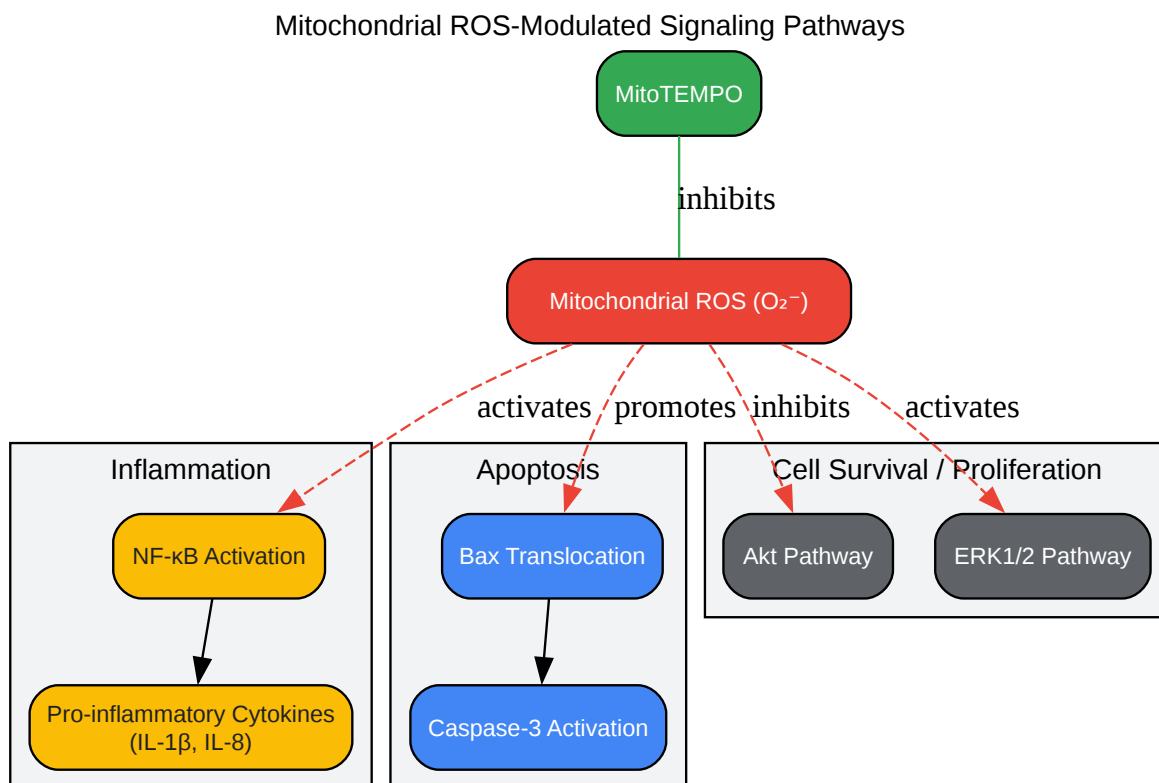 Mitochondrial ROS-Modulated Signaling Pathways
MitoTEMPO
inhibits
Mitochondrial ROS (O₂⁻)
activates
promotes
inhibits
activates
Inflammation
Apoptosis
Cell Survival / Proliferation
NF-κB Activation
Bax Translocation
Akt Pathway
ERK1/2 Pathway
Pro-inflammatory Cytokines
(IL-1β, IL-8)
Caspase-3 Activation